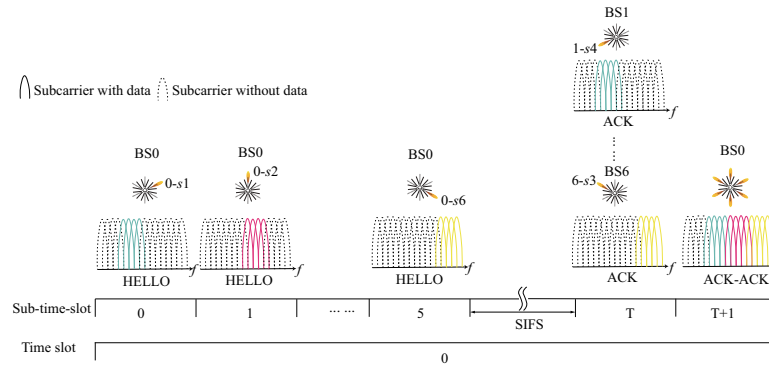 BS1
1-s4
f
ACK
Subcarrier with data Subcarrier without data
BS0 BS0 BS0 BS6 BS0
0-s1 0-s2 0-s6 6-s3
f f f f f
HELLO HELLO HELLO ACK ACK-ACK
Sub-time-slot 0 1 ... ... 5 SIFS T T+1
Time slot 0